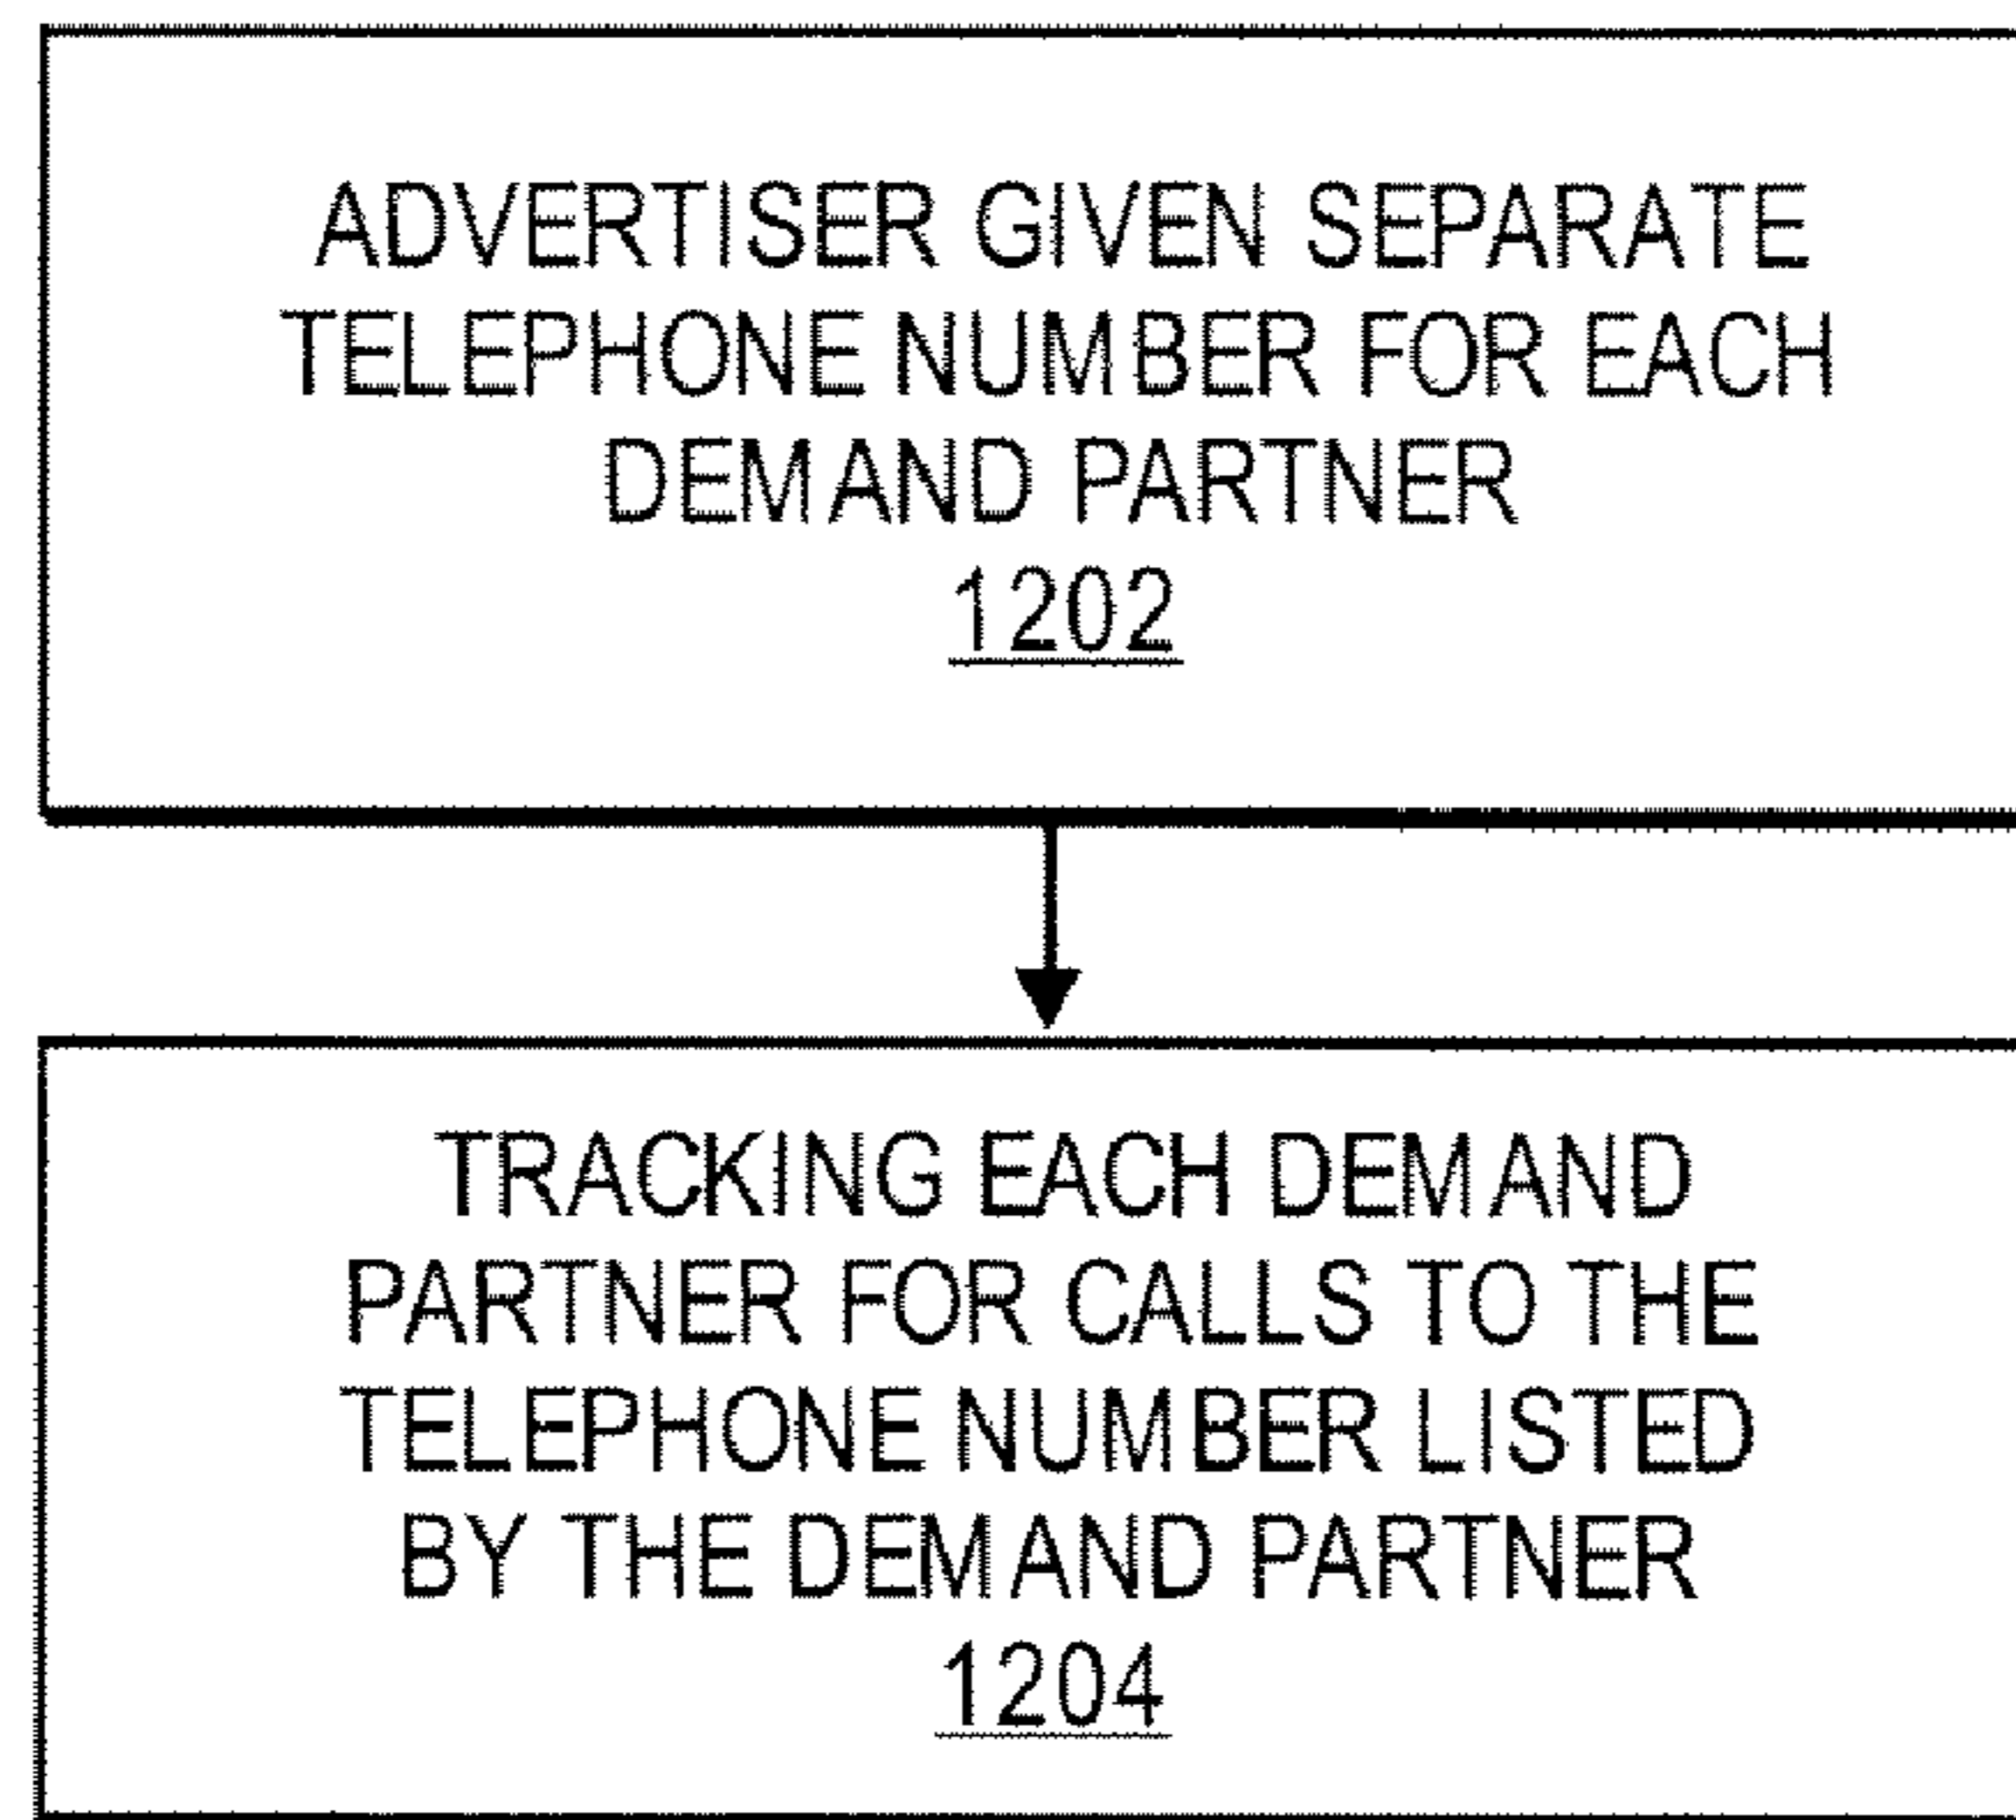 ADVERTISER GIVEN SEPARATE
TELEPHONE NUMBER FOR EACH
DEMAND PARTNER
1202
TRACKING EACH DEMAND
PARTNER FOR CALLS TO THE
TELEPHONE NUMBER LISTED
BY THE DEMAND PARTNER
1204